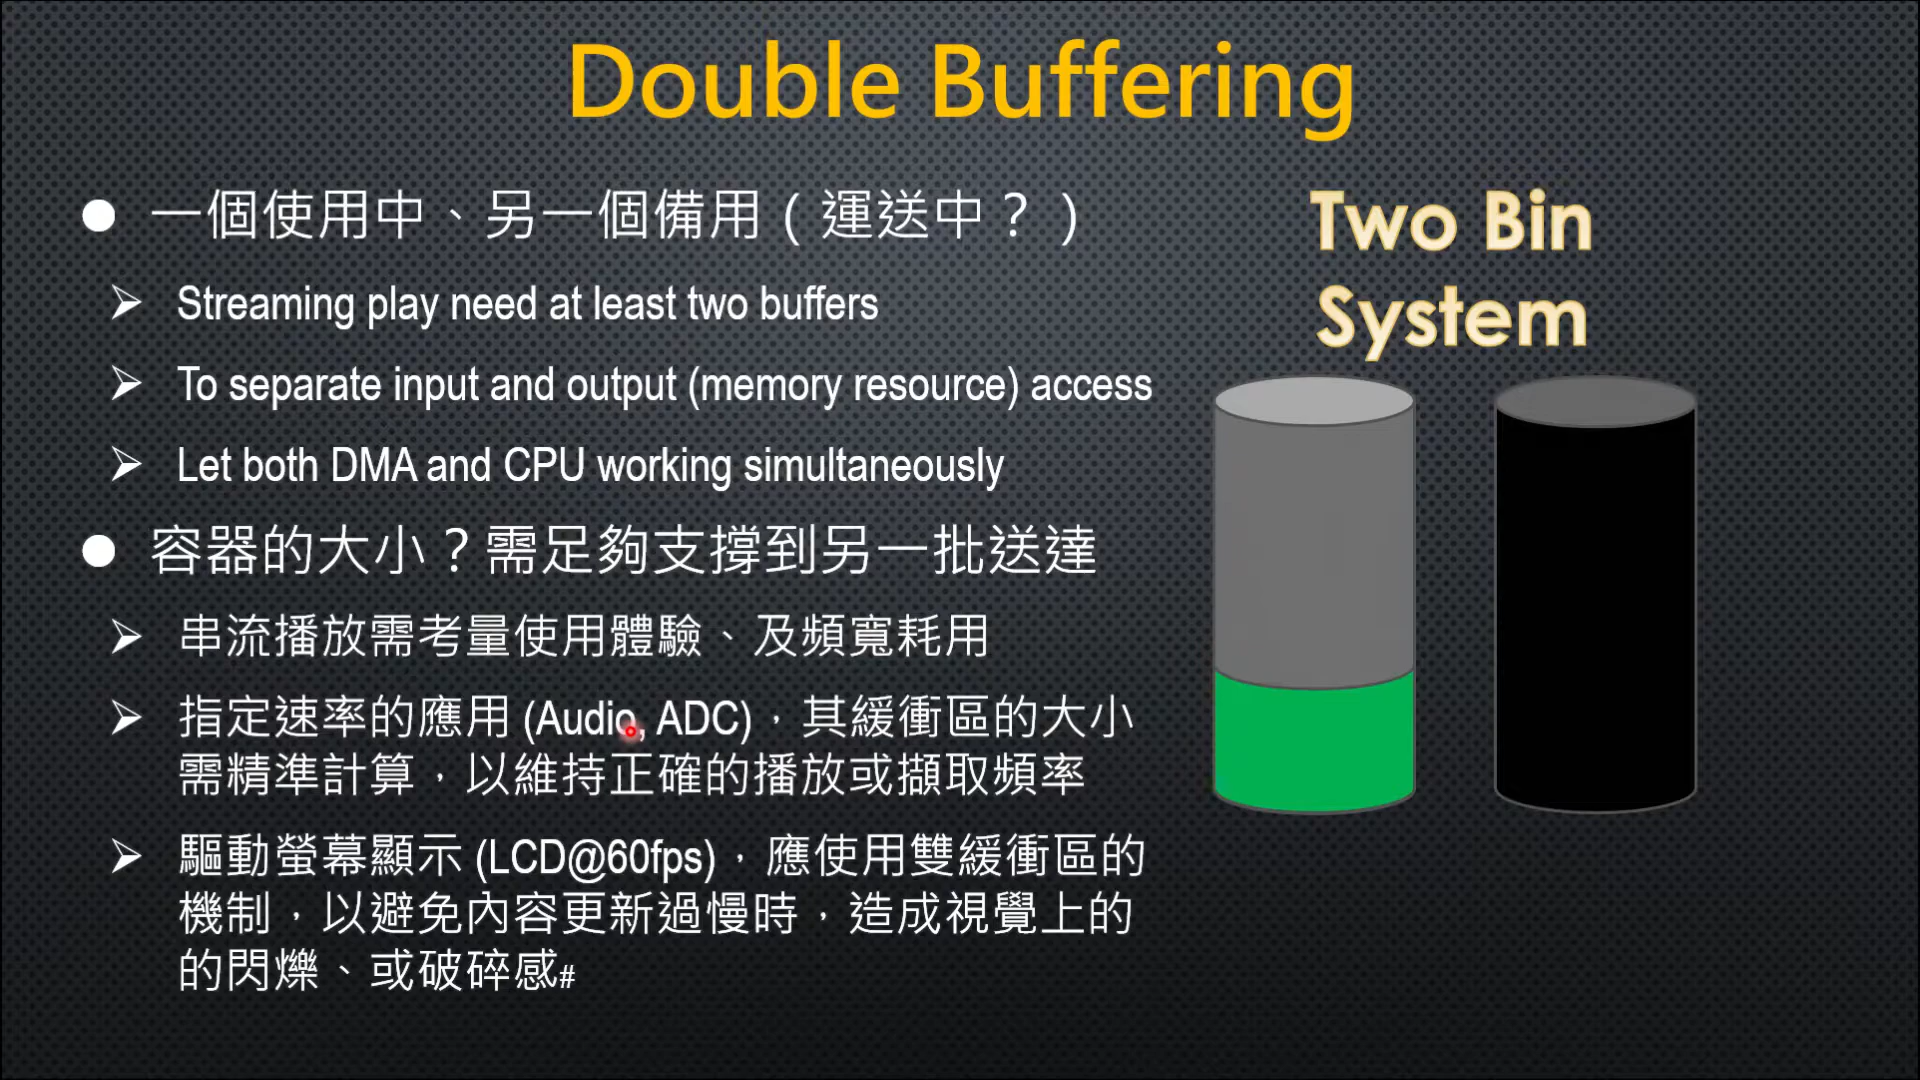 Double Buffering
一個使用中、另一個備用（運送中？）
Streaming play need at least two buffers
To separate input and output (memory resource) access
Let both DMA and CPU working simultaneously
容器的大小？需足夠支撐到另一批送達
串流播放需考量使用體驗、及頻寬耗用
指定速率的應用 (Audio, ADC)，其緩衝區的大小
需精準計算，以維持正確的播放或擷取頻率
驅動螢幕顯示 (LCD@60fps)，應使用雙緩衝區的
機制，以避免內容更新過慢時，造成視覺上的
的閃爍、或破碎感#
Two Bin
System